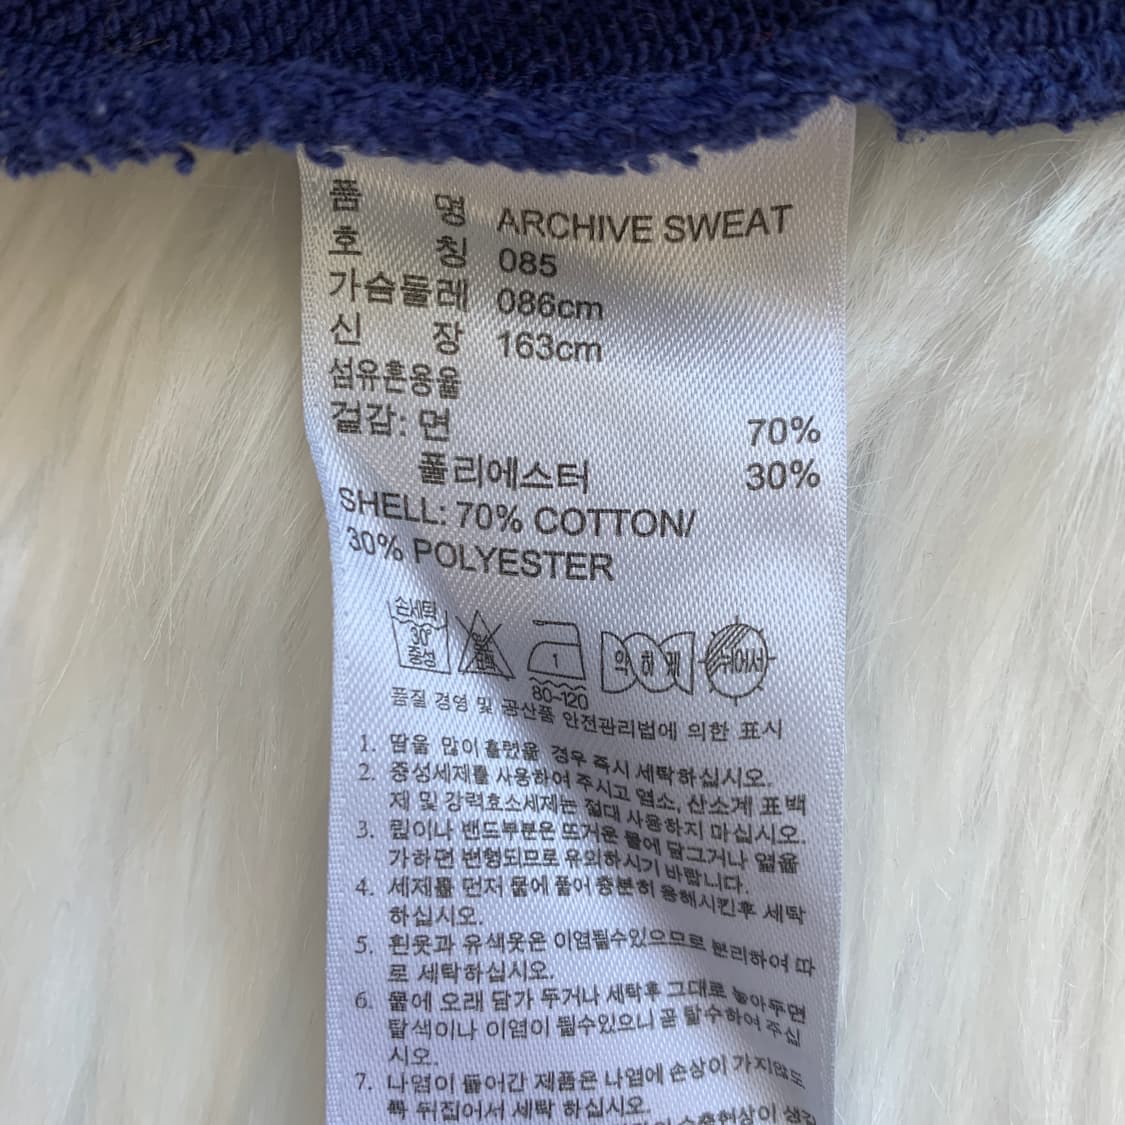 품 명 ARCHIVE SWEAT
호 칭 085
가슴둘레 086cm
신 장 163cm
섬유혼용율
겉감: 면 70%
폴리에스터 30%
SHELL: 70% COTTON/
30% POLYESTER
손세탁 30° 중성 1 80~120 약하게 뉘어서
품질 경영 및 공산품 안전관리법에 의한 표시
1. 땀을 많이 흘렸을 경우 즉시 세탁하십시오.
2. 중성세제를 사용하여 주시고 염소, 산소계 표백
제 및 강력효소세제는 절대 사용하지 마십시오.
3. 립이나 밴드부분은 뜨거운 물에 담그거나 열을
가하면 변형되므로 유의하시기 바랍니다.
4. 세제를 먼저 물에 풀어 충분히 용해시킨후 세탁
하십시오.
5. 흰옷과 유색옷은 이염될수있으므로 분리하여 따
로 세탁하십시오.
6. 물에 오래 담가 두거나 세탁후 그대로 놓아두면
탈색이나 이염이 될수있으니 곧 탈수하여 주십
시오.
7. 나염이 들어간 제품은 나염에 손상이 가지않도
록 뒤집어서 세탁 하십시오.